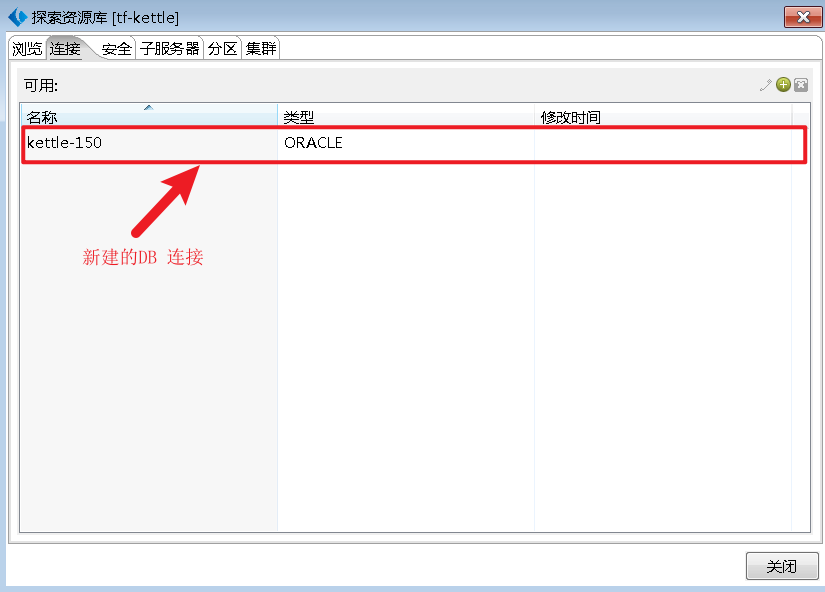 探索资源库 [tf-kettle]
浏览 连接 安全 子服务器 分区 集群
可用:
名称 类型 修改时间
kettle-150 ORACLE
新建的DB 连接
关闭